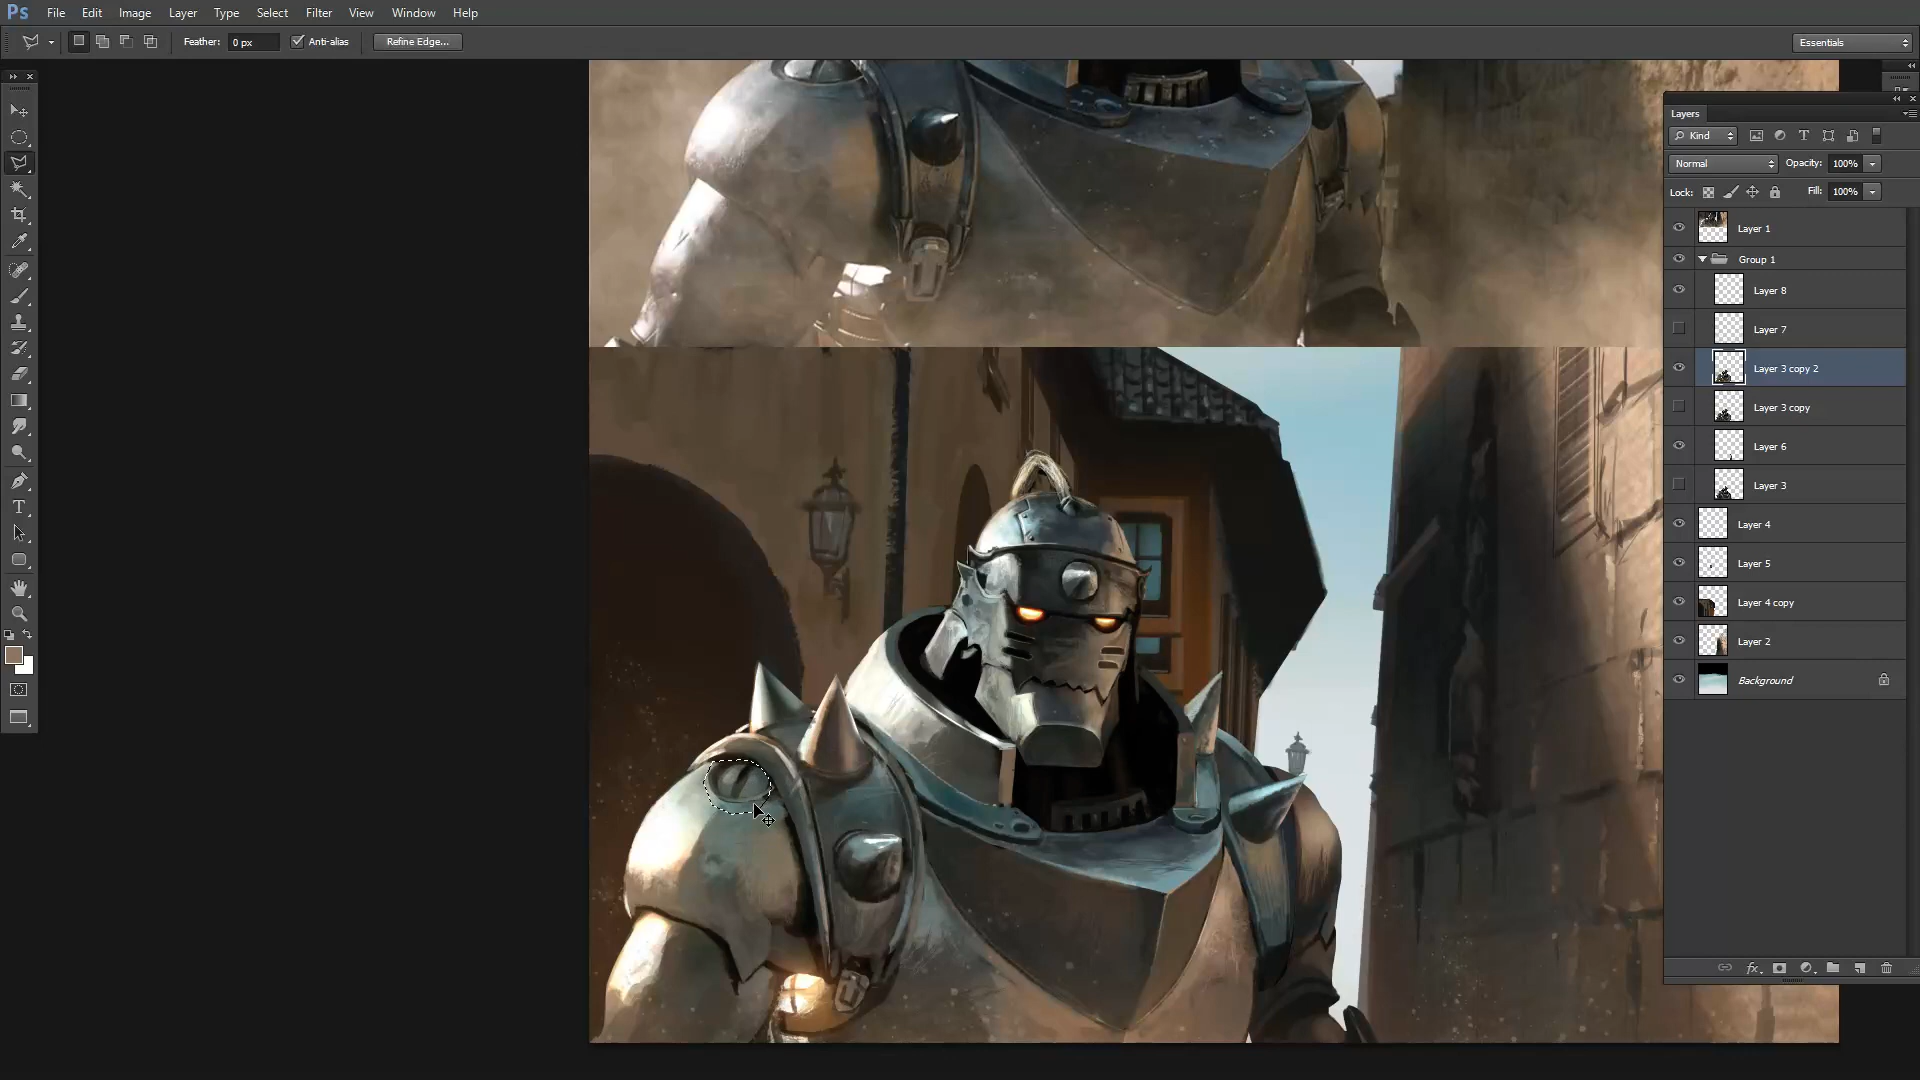 Ps File Edit Image Layer Type Select Filter View Window Help
Feather: 0 px Anti-alias Refine Edge... Essentials
Layers
Kind
Normal Opacity: 100%
Lock: Fill: 100%
Layer 1
Group 1
Layer 8
Layer 7
Layer 3 copy 2
Layer 3 copy
Layer 6
Layer 3
Layer 4
Layer 5
Layer 4 copy
Layer 2
Background
fx